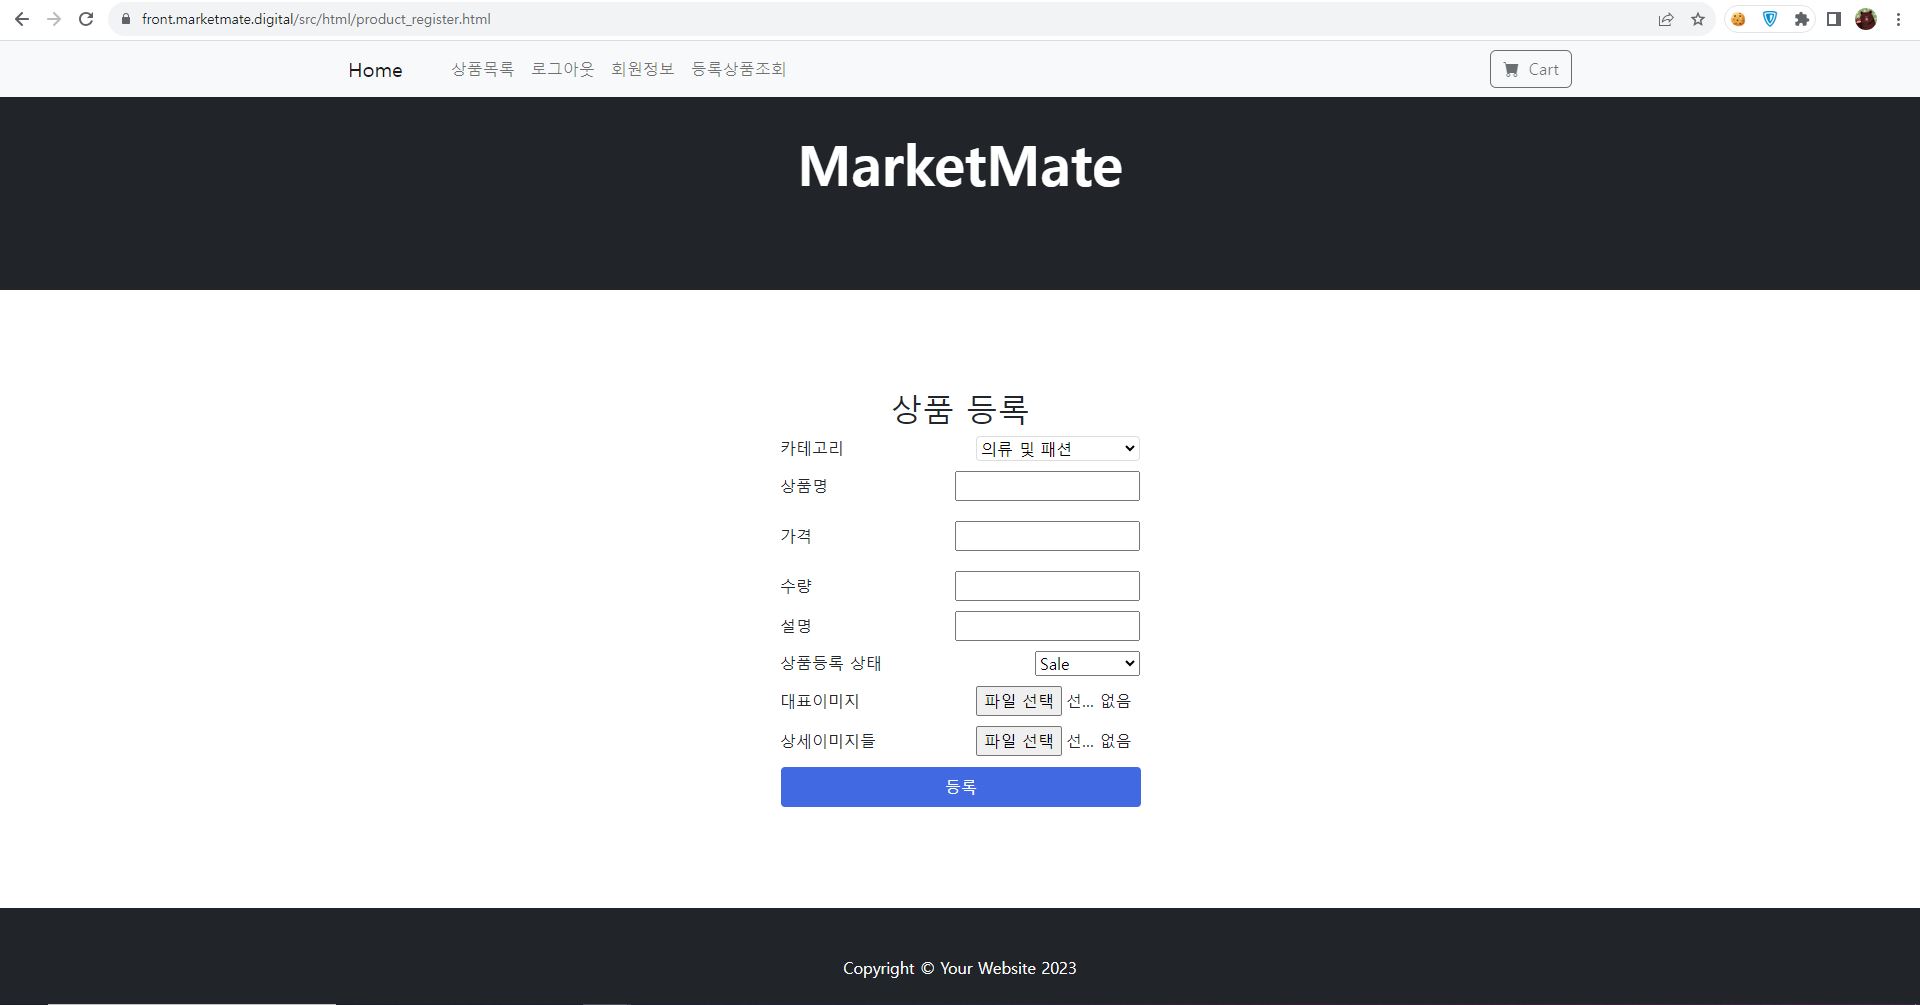 front.marketmate.digital/src/html/product_register.html
Home 상품목록 로그아웃 회원정보 등록상품조회 Cart
MarketMate
상품 등록
카테고리 의류 및 패션
상품명
가격
수량
설명
상품등록 상태 Sale
대표이미지 파일 선택 선... 없음
상세이미지들 파일 선택 선... 없음
등록
Copyright © Your Website 2023